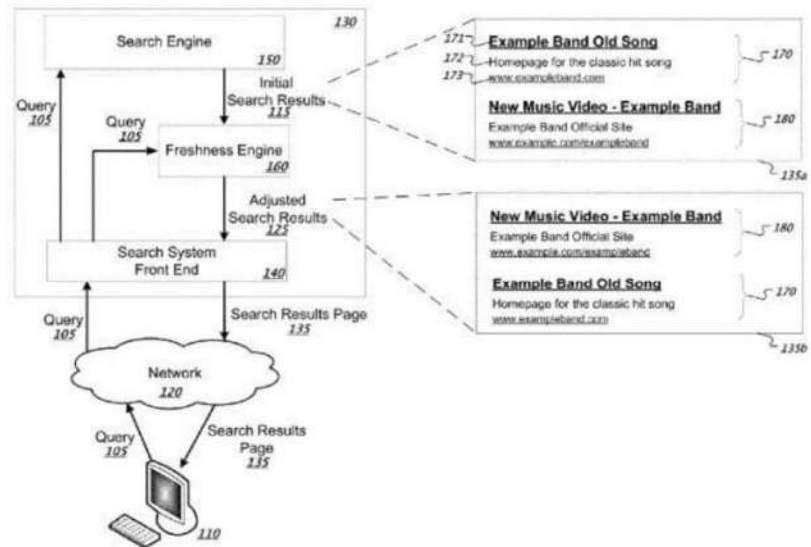 130
Search Engine
150
Query
105
Initial
Search Results
115
Query
105
Freshness Engine
160
Adjusted
Search Results
125
Search System
Front End
140
Query
105
Search Results Page
135
Network
120
Query
105
Search Results
Page
135
110
171
Example Band Old Song
172
Homepage for the classic hit song
173
www.exampleband.com
170
New Music Video - Example Band
Example Band Official Site
www.example.com/exampleband
180
135a
New Music Video - Example Band
Example Band Official Site
www.example.com/exampleband
180
Example Band Old Song
Homepage for the classic hit song
www.exampleband.com
170
135b